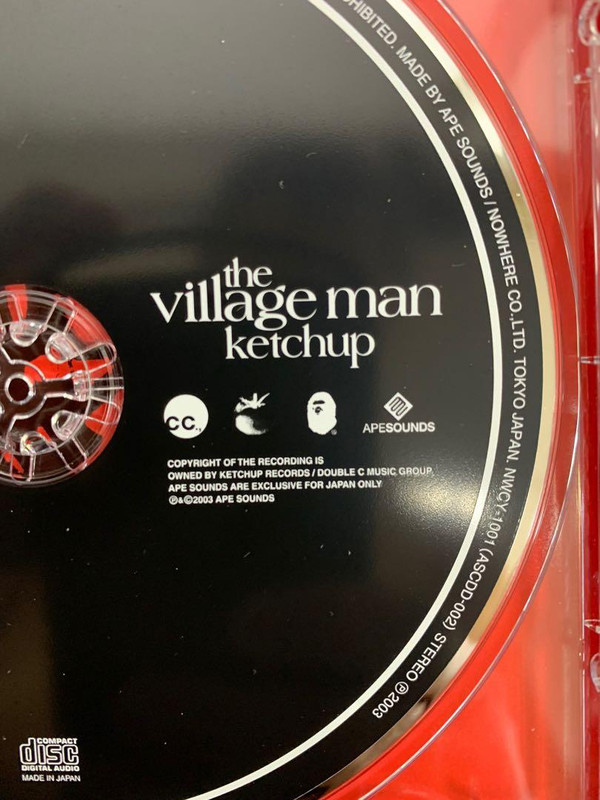 the
village man
ketchup
CC.
APESOUNDS
COPYRIGHT OF THE RECORDING IS
OWNED BY KETCHUP RECORDS / DOUBLE C MUSIC GROUP.
APE SOUNDS ARE EXCLUSIVE FOR JAPAN ONLY
℗&©2003 APE SOUNDS
HIBITED. MADE BY APE SOUNDS / NOWHERE CO.,LTD. TOKYO JAPAN. NWCY-1001 (ASCDD-002) STEREO ℗ 2003
COMPACT
disc
DIGITAL AUDIO
MADE IN JAPAN